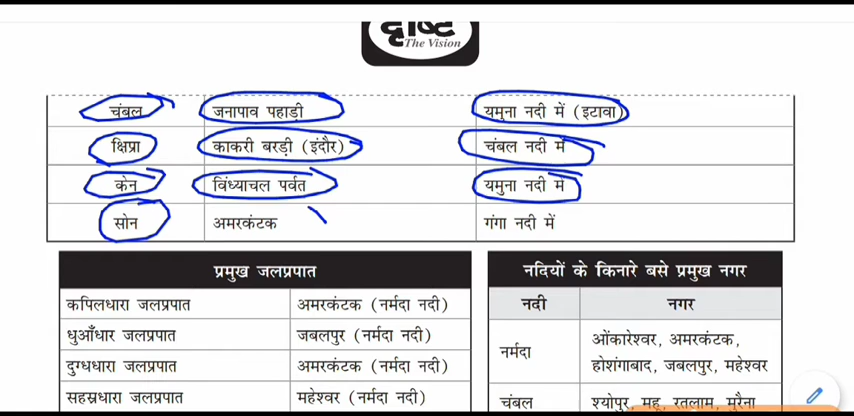 दृष्टि
The Vision
चंबल जनापाव पहाड़ी यमुना नदी में (इटावा)
क्षिप्रा काकरी बरड़ी (इंदौर) चंबल नदी में
केन विंध्याचल पर्वत यमुना नदी में
सोन अमरकंटक गंगा नदी में
प्रमुख जलप्रपात
कपिलधारा जलप्रपात अमरकंटक (नर्मदा नदी)
धुआँधार जलप्रपात जबलपुर (नर्मदा नदी)
दुग्धधारा जलप्रपात अमरकंटक (नर्मदा नदी)
सहस्रधारा जलप्रपात महेश्वर (नर्मदा नदी)
नदियों के किनारे बसे प्रमुख नगर
नदी नगर
नर्मदा ओंकारेश्वर, अमरकंटक,
होशंगाबाद, जबलपुर, महेश्वर
चंबल श्योपुर, महू, रतलाम, मुरैना